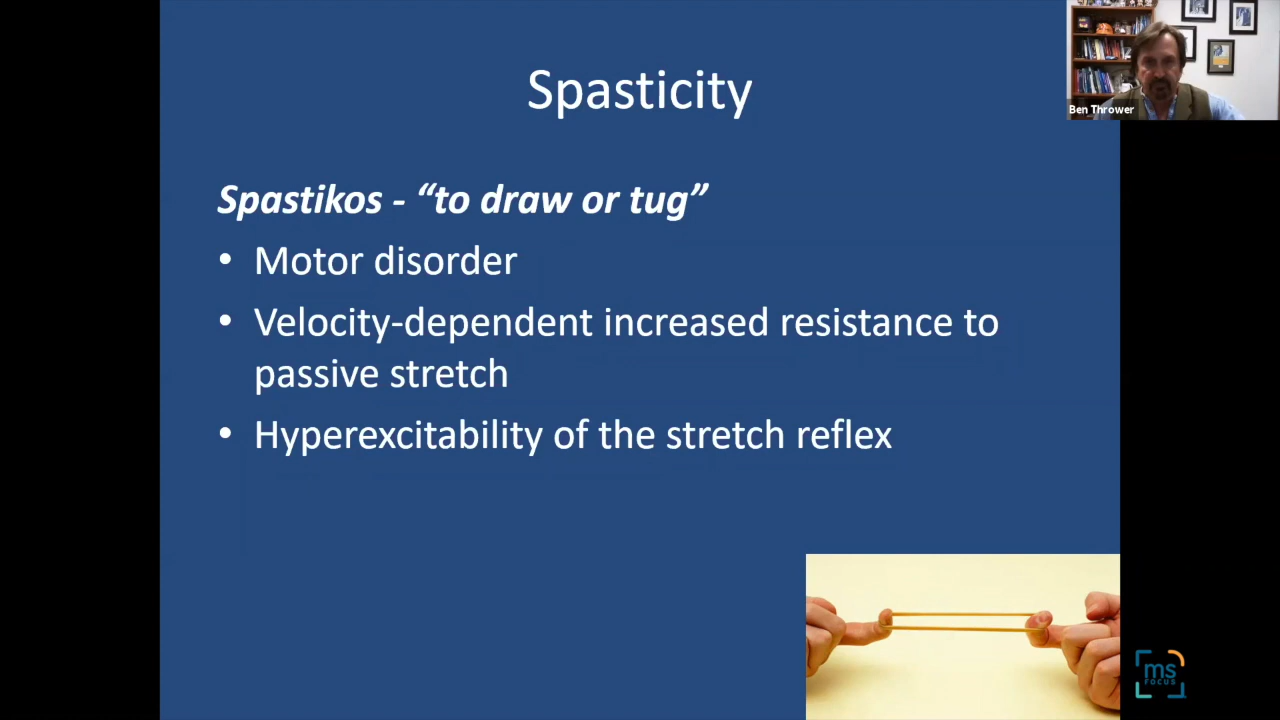 Spasticity
Ben Thrower
Spastikos - “to draw or tug”
• Motor disorder
• Velocity-dependent increased resistance to
passive stretch
• Hyperexcitability of the stretch reflex
ms
FOCUS